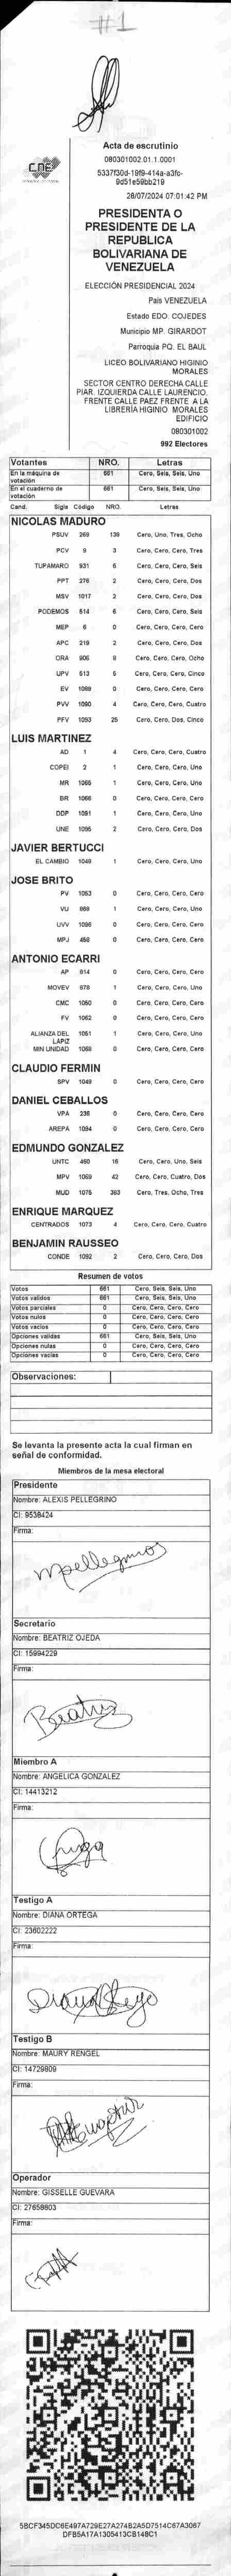 #1
Acta de escrutinio
080301002.01.1.0001
5337f30d-19f9-414a-a3fc-
9d51e59bb219
28/07/2024 07:01:42 PM
CNE
PRESIDENTA O
PRESIDENTE DE LA
REPUBLICA
BOLIVARIANA DE
VENEZUELA
ELECCIÓN PRESIDENCIAL 2024
País VENEZUELA
Estado EDO. COJEDES
Municipio MP. GIRARDOT
Parroquia PQ. EL BAUL
LICEO BOLIVARIANO HIGINIO
MORALES
SECTOR CENTRO DERECHA CALLE
PIAR. IZQUIERDA CALLE LAURENCIO.
FRENTE CALLE PAEZ FRENTE A LA
LIBRERÍA HIGINIO MORALES
EDIFICIO
080301002
992 Electores
Votantes NRO. Letras
En la máquina de votación 661 Cero, Seis, Seis, Uno
En el cuaderno de votación 661 Cero, Seis, Seis, Uno
Cand. Sigla Código NRO. Letras
NICOLAS MADURO
PSUV 269 138 Cero, Uno, Tres, Ocho
PCV 9 3 Cero, Cero, Cero, Tres
TUPAMARO 931 6 Cero, Cero, Cero, Seis
PPT 276 2 Cero, Cero, Cero, Dos
MSV 1017 2 Cero, Cero, Cero, Dos
PODEMOS 514 6 Cero, Cero, Cero, Seis
MEP 6 0 Cero, Cero, Cero, Cero
APC 219 2 Cero, Cero, Cero, Dos
ORA 906 8 Cero, Cero, Cero, Ocho
UPV 513 5 Cero, Cero, Cero, Cinco
EV 1089 0 Cero, Cero, Cero, Cero
PVV 1090 4 Cero, Cero, Cero, Cuatro
PFV 1093 25 Cero, Cero, Dos, Cinco
LUIS MARTINEZ
AD 1 4 Cero, Cero, Cero, Cuatro
COPEI 2 1 Cero, Cero, Cero, Uno
MR 1065 1 Cero, Cero, Cero, Uno
BR 1066 0 Cero, Cero, Cero, Cero
DDP 1091 1 Cero, Cero, Cero, Uno
UNE 1095 2 Cero, Cero, Cero, Dos
JAVIER BERTUCCI
EL CAMBIO 1049 1 Cero, Cero, Cero, Uno
JOSE BRITO
PV 1053 0 Cero, Cero, Cero, Cero
VU 869 1 Cero, Cero, Cero, Uno
UVV 1096 0 Cero, Cero, Cero, Cero
MPJ 458 0 Cero, Cero, Cero, Cero
ANTONIO ECARRI
AP 914 0 Cero, Cero, Cero, Cero
MOVEV 978 1 Cero, Cero, Cero, Uno
CMC 1050 0 Cero, Cero, Cero, Cero
FV 1062 0 Cero, Cero, Cero, Cero
ALIANZA DEL LAPIZ 1051 1 Cero, Cero, Cero, Uno
MIN UNIDAD 1068 0 Cero, Cero, Cero, Cero
CLAUDIO FERMIN
SPV 1048 0 Cero, Cero, Cero, Cero
DANIEL CEBALLOS
VPA 236 0 Cero, Cero, Cero, Cero
AREPA 1094 0 Cero, Cero, Cero, Cero
EDMUNDO GONZALEZ
UNTC 460 16 Cero, Cero, Uno, Seis
MPV 1069 42 Cero, Cero, Cuatro, Dos
MUD 1075 383 Cero, Tres, Ocho, Tres
ENRIQUE MARQUEZ
CENTRADOS 1073 4 Cero, Cero, Cero, Cuatro
BENJAMIN RAUSSEO
CONDE 1092 2 Cero, Cero, Cero, Dos
Resumen de votos
Votos 661 Cero, Seis, Seis, Uno
Votos validos 661 Cero, Seis, Seis, Uno
Votos parciales 0 Cero, Cero, Cero, Cero
Votos nulos 0 Cero, Cero, Cero, Cero
Votos vacios 0 Cero, Cero, Cero, Cero
Opciones validas 661 Cero, Seis, Seis, Uno
Opciones nulas 0 Cero, Cero, Cero, Cero
Opciones vacias 0 Cero, Cero, Cero, Cero
Observaciones:
Se levanta la presente acta la cual firman en
señal de conformidad.
Miembros de la mesa electoral
Presidente
Nombre: ALEXIS PELLEGRINO
CI: 9538424
Firma:
Secretario
Nombre: BEATRIZ OJEDA
CI: 15994229
Firma:
Beatriz
Miembro A
Nombre: ANGELICA GONZALEZ
CI: 14413212
Firma:
Testigo A
Nombre: DIANA ORTEGA
CI: 23602222
Firma:
Testigo B
Nombre: MAURY RENGEL
CI: 14729809
Firma:
Operador
Nombre: GISSELLE GUEVARA
CI: 27658803
Firma:
5BCF345DC6E497A729E27A274B2A5D7514C67A3067
DFB5A17A1305413CB148C1